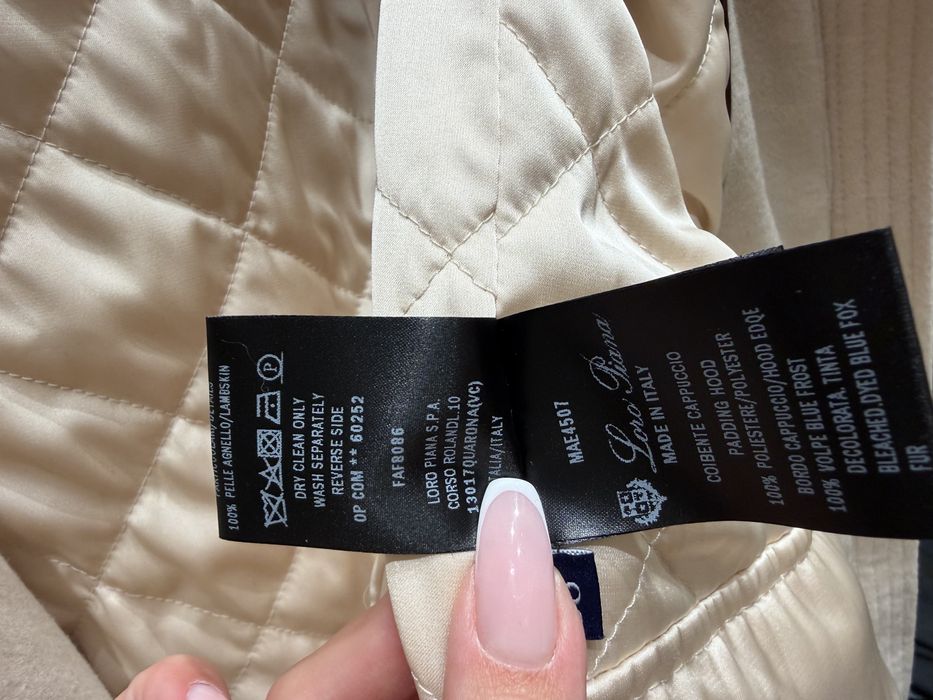 100% PELLE AGNELLO/LAMBSKIN
P
DRY CLEAN ONLY
WASH SEPARATELY
REVERSE SIDE
OP COM ** 60252
FAF8086
LORO PIANA S.P.A.
CORSO ROLANDI,10
13017QUARONA(VC)
ALIA/ITALY
MAE4507
Loro Piana
MADE IN ITALY
COIBENTE CAPPUCCIO
PADDING HOOD
PADDING/POLYESTER
100% POLIESTERE/POLYESTER
BORDO CAPPUCCIO/HOOD EDGE
100% VOLPE BLUE FROST
DECOLORATA, TINTA
BLEACHED,DYED BLUE FOX
FUR